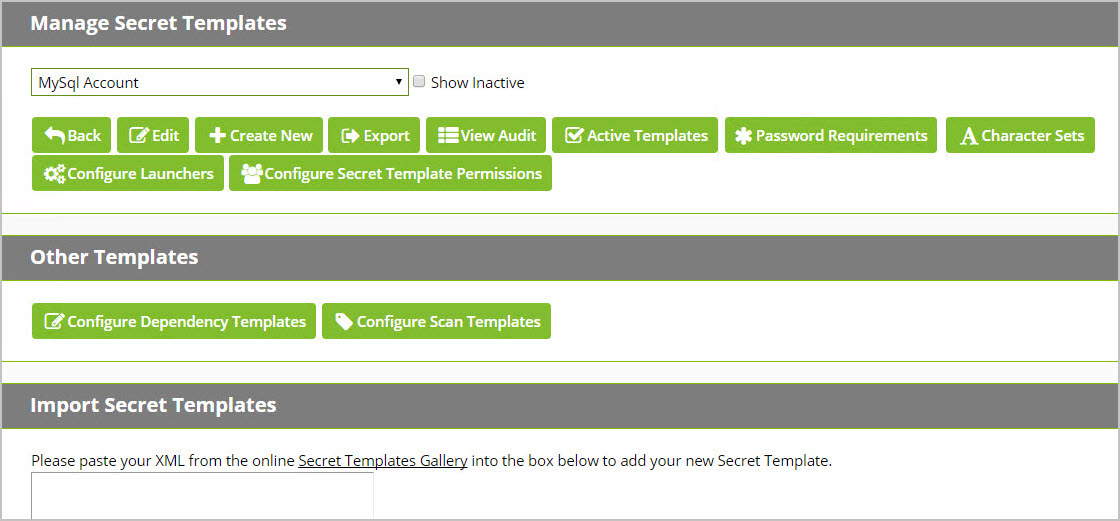 Manage Secret Templates
MySql Account Show Inactive
Back Edit Create New Export View Audit Active Templates Password Requirements Character Sets
Configure Launchers Configure Secret Template Permissions
Other Templates
Configure Dependency Templates Configure Scan Templates
Import Secret Templates
Please paste your XML from the online Secret Templates Gallery into the box below to add your new Secret Template.